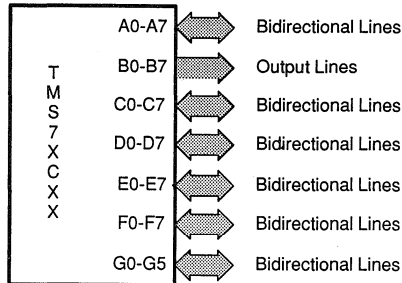 A0-A7 Bidirectional Lines
B0-B7 Output Lines
C0-C7 Bidirectional Lines
D0-D7 Bidirectional Lines
E0-E7 Bidirectional Lines
F0-F7 Bidirectional Lines
G0-G5 Bidirectional Lines
TMS7XCXX